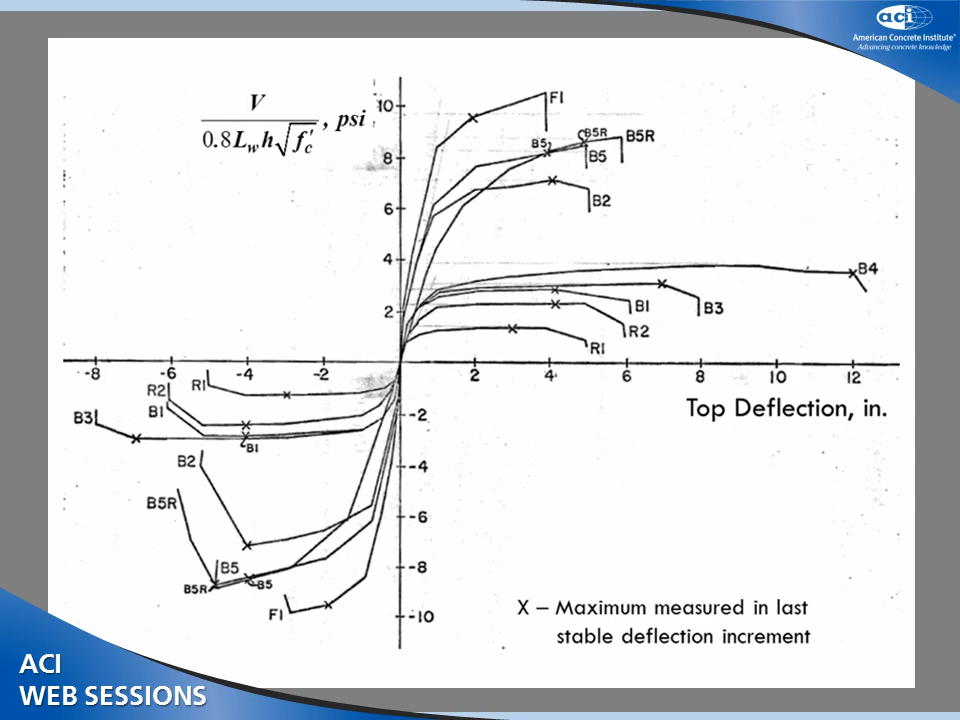 aci
American Concrete Institute®
Advancing concrete knowledge
V
0.8 L_w h √f'_c , psi
10
8
6
4
2
-2
-4
-6
-8
-10
-8 -6 -4 -2 2 4 6 8 10 12
F1
B5
B5R
B5R
B5
B2
B4
B3
B1
R2
R1
R1
R2
B1
B3
B1
B2
B5R
B5
B5R
B5
F1
Top Deflection, in.
X – Maximum measured in last
stable deflection increment
ACI
WEB SESSIONS